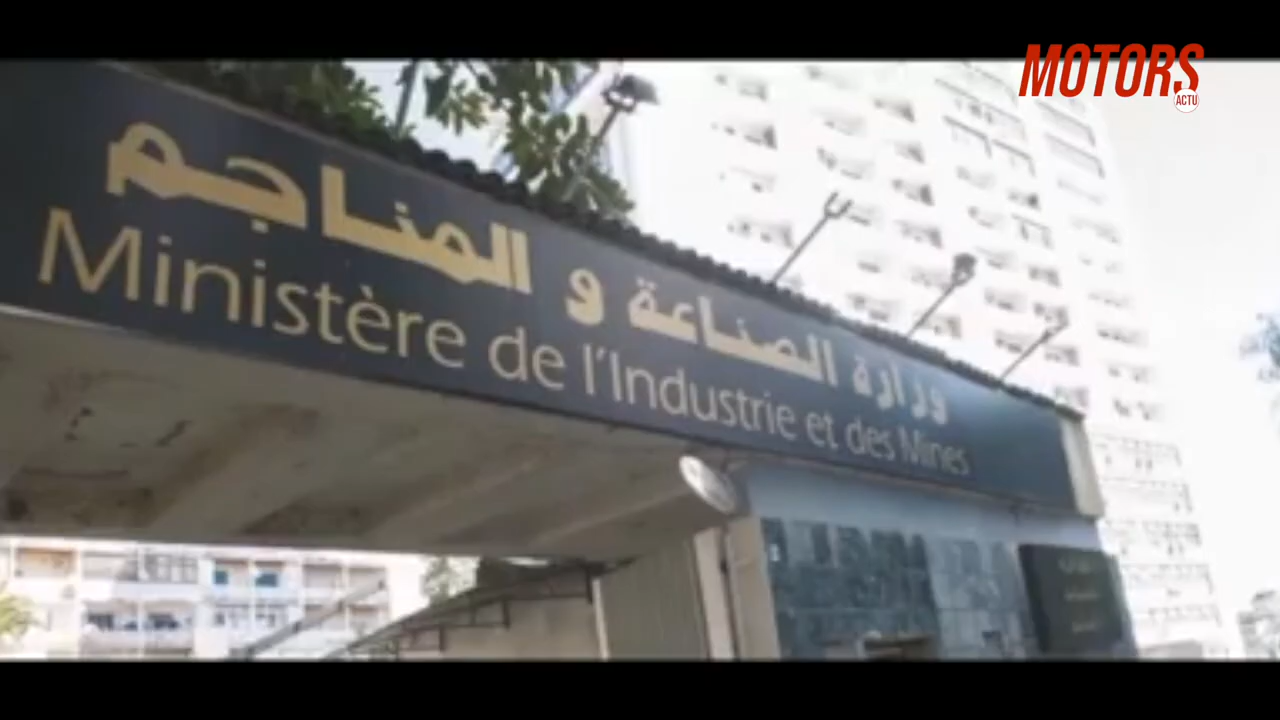 MOTORS
ACTU
وزارة الصناعة و المناجم
Ministère de l'Industrie et des Mines